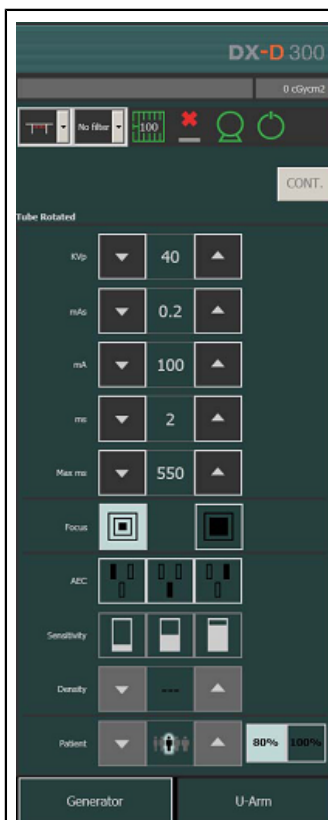 DX-D 300
0 cGycm2
No filter
100
CONT.
Tube Rotated
KVp 40
mAs 0.2
mA 100
ms 2
Max ms 550
Focus
AEC
Sensitivity
Density ---
Patient 80% 100%
Generator U-Arm